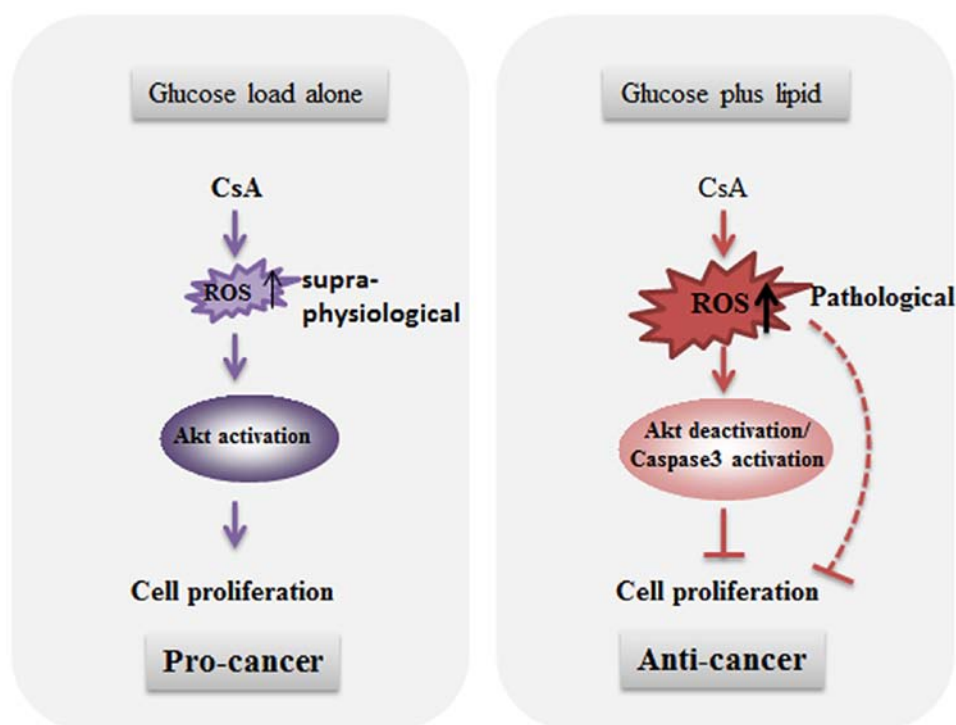 Glucose load alone
CsA
ROS
supra-
physiological
Akt activation
Cell proliferation
Pro-cancer
Glucose plus lipid
CsA
ROS
Pathological
Akt deactivation/
Caspase3 activation
Cell proliferation
Anti-cancer